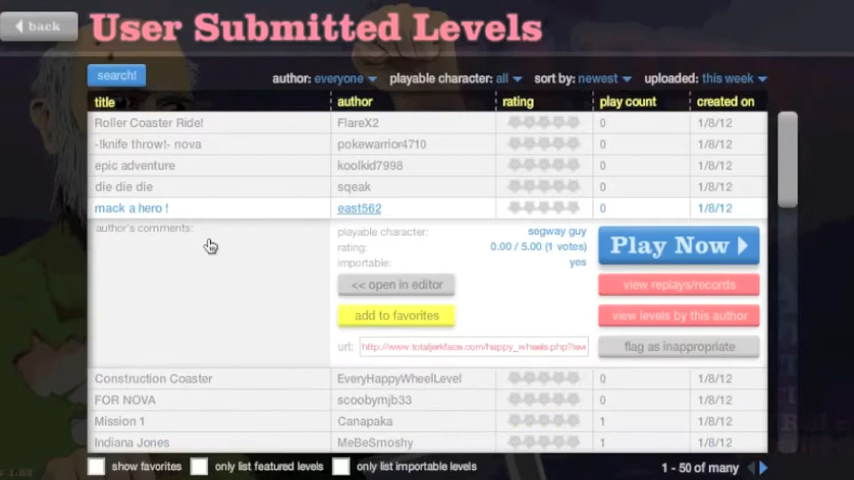 back
User Submitted Levels
search!
author: everyone playable character: all sort by: newest uploaded: this week
title author rating play count created on
Roller Coaster Ride! FlareX2 0 1/8/12
-!knife throw!- nova pokewarrior4710 0 1/8/12
epic adventure koolkid7998 0 1/8/12
die die die sqeak 0 1/8/12
mack a hero ! east562 0 1/8/12
author's comments:
playable character: segway guy
rating: 0.00 / 5.00 (1 votes)
importable: yes
Play Now
<< open in editor
view replays/records
add to favorites
view levels by this author
url: http://www.totaljerkface.com/happy_wheels.php?lev
flag as inappropriate
Construction Coaster EveryHappyWheelLevel 0 1/8/12
FOR NOVA scoobymjb33 0 1/8/12
Mission 1 Canapaka 1 1/8/12
Indiana Jones MeBeSmoshy 1 1/8/12
show favorites only list featured levels only list importable levels 1 - 50 of many